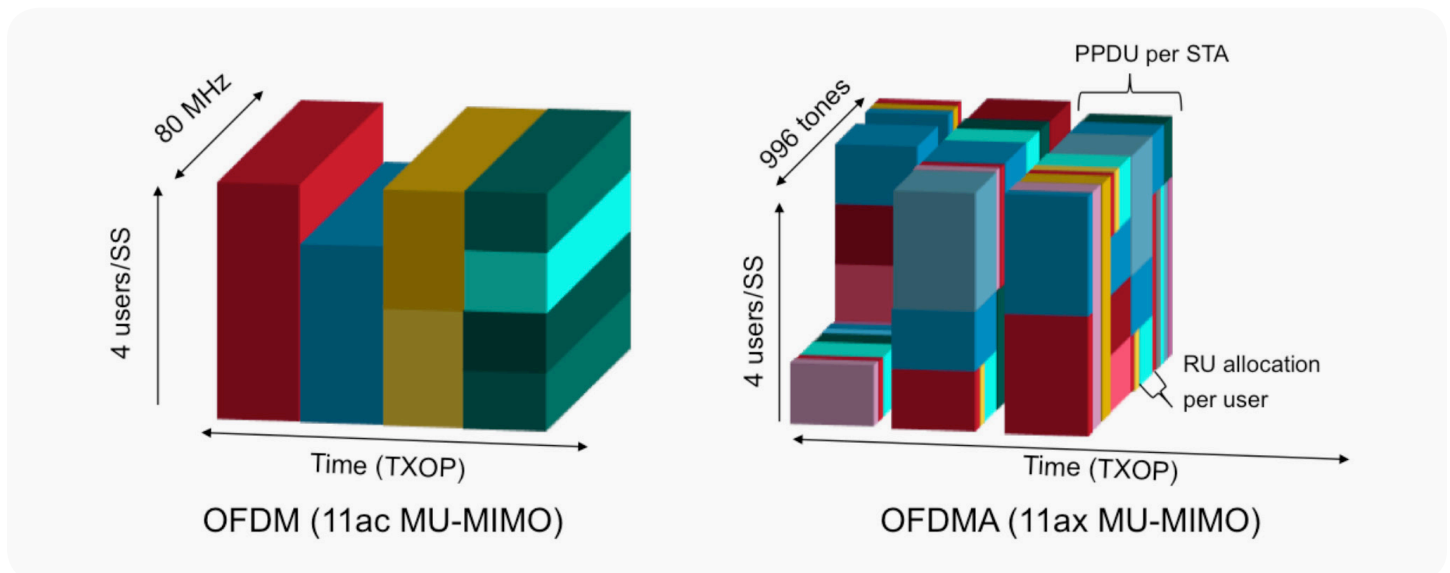 80 MHz
4 users/SS
Time (TXOP)
OFDM (11ac MU-MIMO)
PPDU per STA
996 tones
4 users/SS
RU allocation
per user
Time (TXOP)
OFDMA (11ax MU-MIMO)